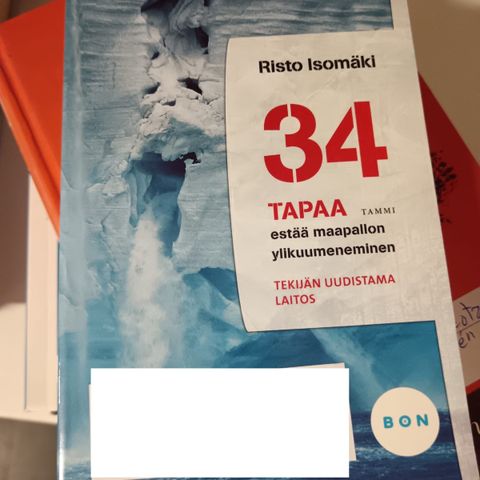 Risto Isomäki
34
TAPAA TAMMI
estää maapallon
ylikuumeneminen
TEKIJÄN UUDISTAMA
LAITOS
BON